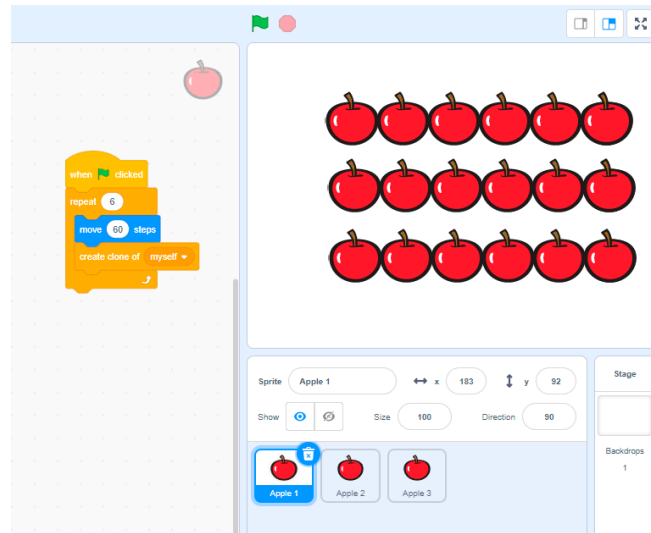 when clicked
repeat 6
move 60 steps
create clone of myself
Sprite Apple 1 x 183 y 92
Show Size 100 Direction 90
Apple 1 Apple 2 Apple 3
Stage
Backdrops
1